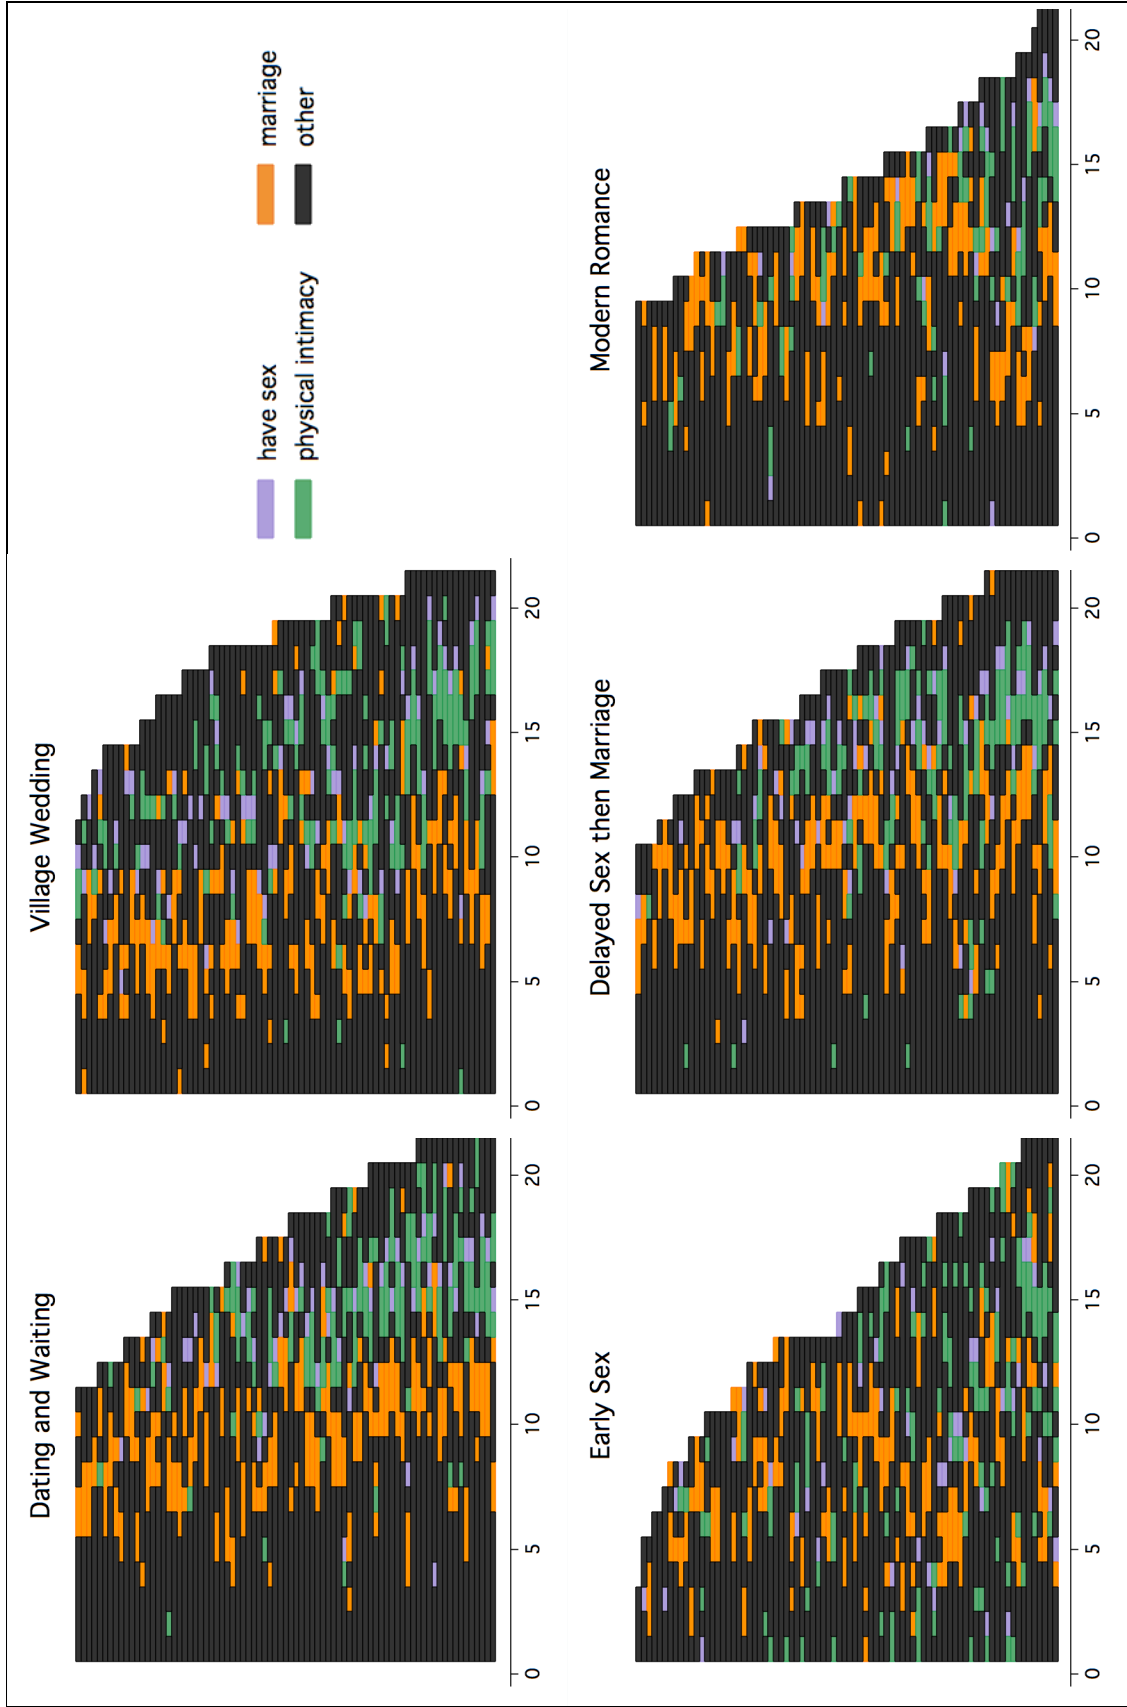 Dating and Waiting
0 5 10 15 20
Village Wedding
0 5 10 15 20
have sex marriage
physical intimacy other
Early Sex
0 5 10 15 20
Delayed Sex then Marriage
0 5 10 15 20
Modern Romance
0 5 10 15 20